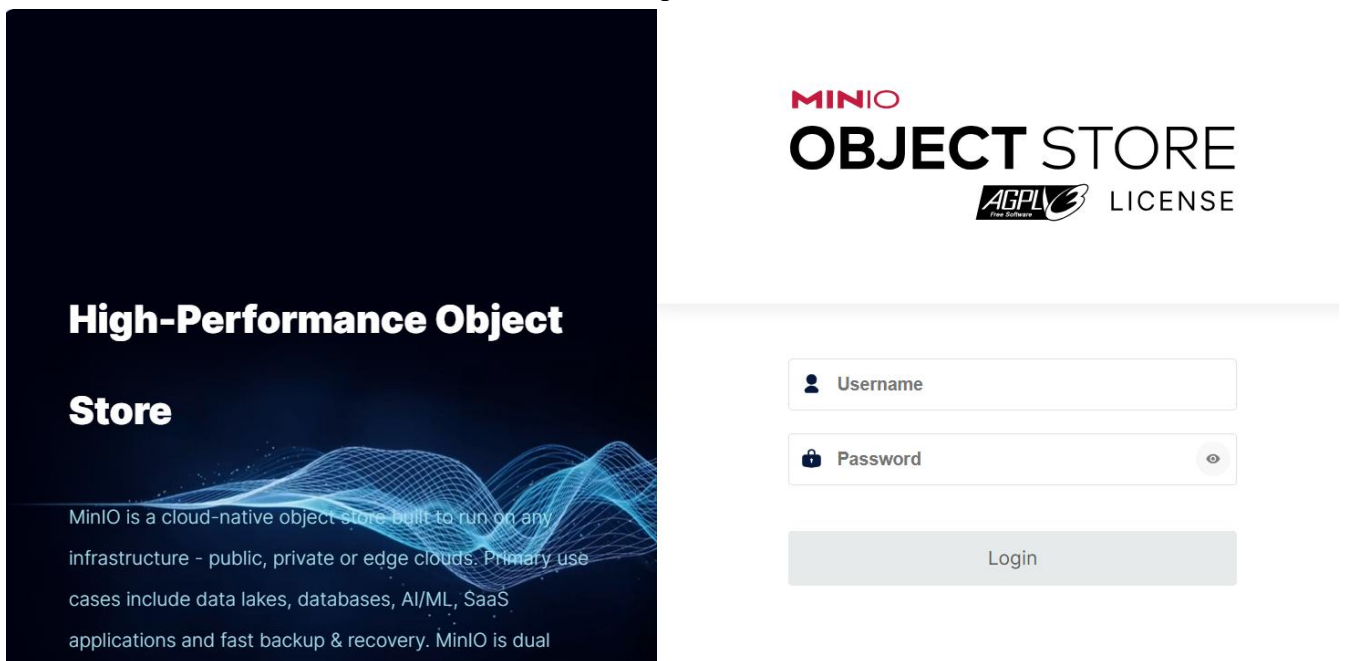 High-Performance Object
Store
MinIO is a cloud-native object store built to run on any
infrastructure - public, private or edge clouds. Primary use
cases include data lakes, databases, AI/ML, SaaS
applications and fast backup & recovery. MinIO is dual
MINIO
OBJECT STORE
AGPLv3 LICENSE
Free Software
Username
Password
Login